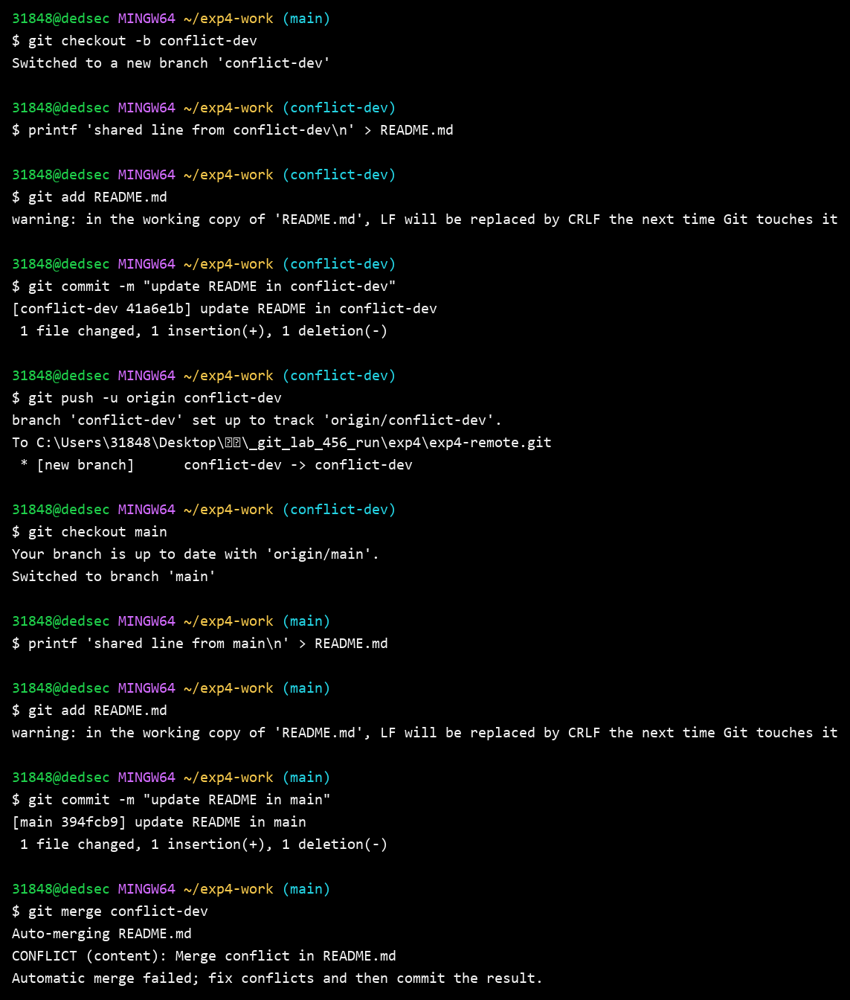 31848@dedsec MINGW64 ~/exp4-work (main)
$ git checkout -b conflict-dev
Switched to a new branch 'conflict-dev'
31848@dedsec MINGW64 ~/exp4-work (conflict-dev)
$ printf 'shared line from conflict-dev\n' > README.md
31848@dedsec MINGW64 ~/exp4-work (conflict-dev)
$ git add README.md
warning: in the working copy of 'README.md', LF will be replaced by CRLF the next time Git touches it
31848@dedsec MINGW64 ~/exp4-work (conflict-dev)
$ git commit -m "update README in conflict-dev"
[conflict-dev 41a6e1b] update README in conflict-dev
 1 file changed, 1 insertion(+), 1 deletion(-)
31848@dedsec MINGW64 ~/exp4-work (conflict-dev)
$ git push -u origin conflict-dev
branch 'conflict-dev' set up to track 'origin/conflict-dev'.
To C:\Users\31848\Desktop\\_git_lab_456_run\exp4\exp4-remote.git
 * [new branch]      conflict-dev -> conflict-dev
31848@dedsec MINGW64 ~/exp4-work (conflict-dev)
$ git checkout main
Your branch is up to date with 'origin/main'.
Switched to branch 'main'
31848@dedsec MINGW64 ~/exp4-work (main)
$ printf 'shared line from main\n' > README.md
31848@dedsec MINGW64 ~/exp4-work (main)
$ git add README.md
warning: in the working copy of 'README.md', LF will be replaced by CRLF the next time Git touches it
31848@dedsec MINGW64 ~/exp4-work (main)
$ git commit -m "update README in main"
[main 394fcb9] update README in main
 1 file changed, 1 insertion(+), 1 deletion(-)
31848@dedsec MINGW64 ~/exp4-work (main)
$ git merge conflict-dev
Auto-merging README.md
CONFLICT (content): Merge conflict in README.md
Automatic merge failed; fix conflicts and then commit the result.